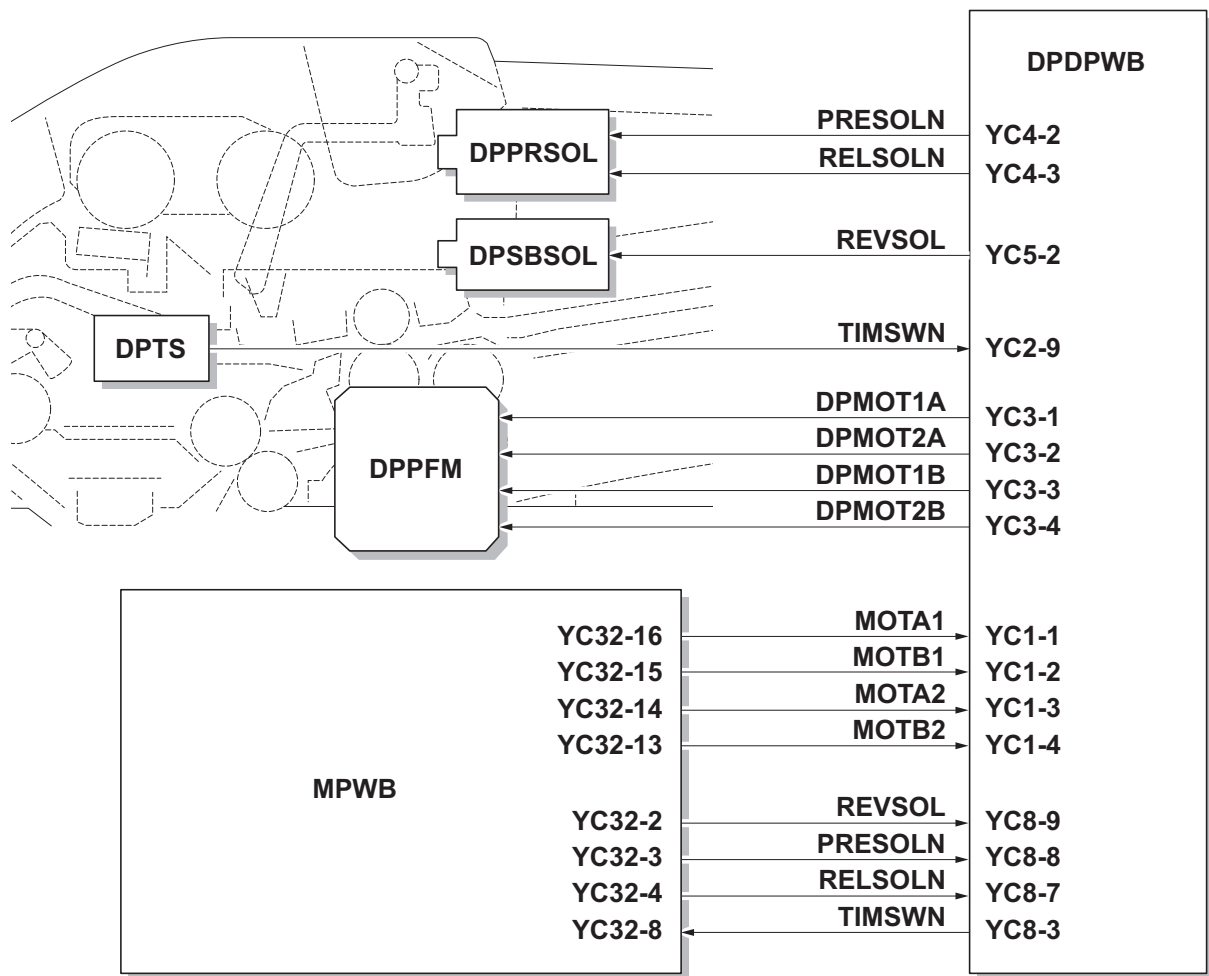 DPDPWB
DPPRSOL
PRESOLN
YC4-2
RELSOLN
YC4-3
DPSBSOL
REVSOL
YC5-2
DPTS
TIMSWN
YC2-9
DPPFM
DPMOT1A
YC3-1
DPMOT2A
YC3-2
DPMOT1B
YC3-3
DPMOT2B
YC3-4
MPWB
YC32-16
MOTA1
YC1-1
YC32-15
MOTB1
YC1-2
YC32-14
MOTA2
YC1-3
YC32-13
MOTB2
YC1-4
YC32-2
REVSOL
YC8-9
YC32-3
PRESOLN
YC8-8
YC32-4
RELSOLN
YC8-7
YC32-8
TIMSWN
YC8-3